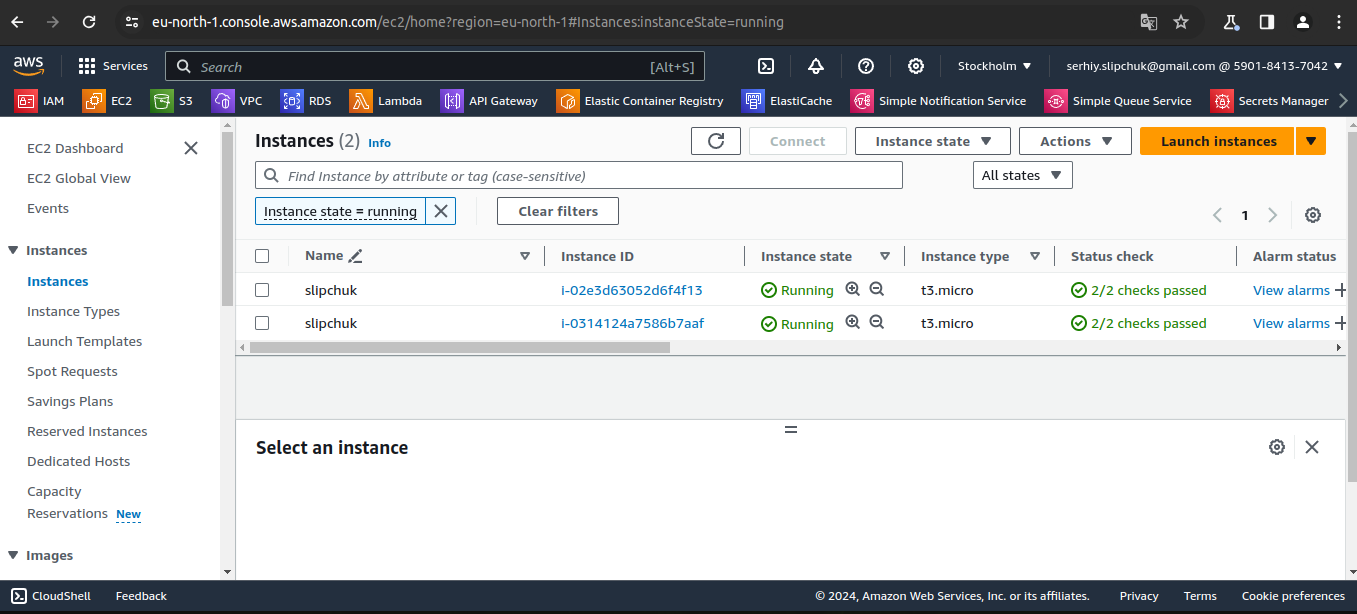 eu-north-1.console.aws.amazon.com/ec2/home?region=eu-north-1#Instances:instanceState=running
aws Services Search [Alt+S] Stockholm serhiy.slipchuk@gmail.com @ 5901-8413-7042
IAM EC2 S3 VPC RDS Lambda API Gateway Elastic Container Registry ElastiCache Simple Notification Service Simple Queue Service Secrets Manager
EC2 Dashboard
EC2 Global View
Events
Instances
Instances
Instance Types
Launch Templates
Spot Requests
Savings Plans
Reserved Instances
Dedicated Hosts
Capacity
Reservations New
Images
Instances (2) Info Connect Instance state Actions Launch instances
Find Instance by attribute or tag (case-sensitive) All states
Instance state = running Clear filters 1
Name Instance ID Instance state Instance type Status check Alarm status
slipchuk i-02e3d63052d6f4f13 Running t3.micro 2/2 checks passed View alarms +
slipchuk i-0314124a7586b7aaf Running t3.micro 2/2 checks passed View alarms +
Select an instance
CloudShell Feedback © 2024, Amazon Web Services, Inc. or its affiliates. Privacy Terms Cookie preferences